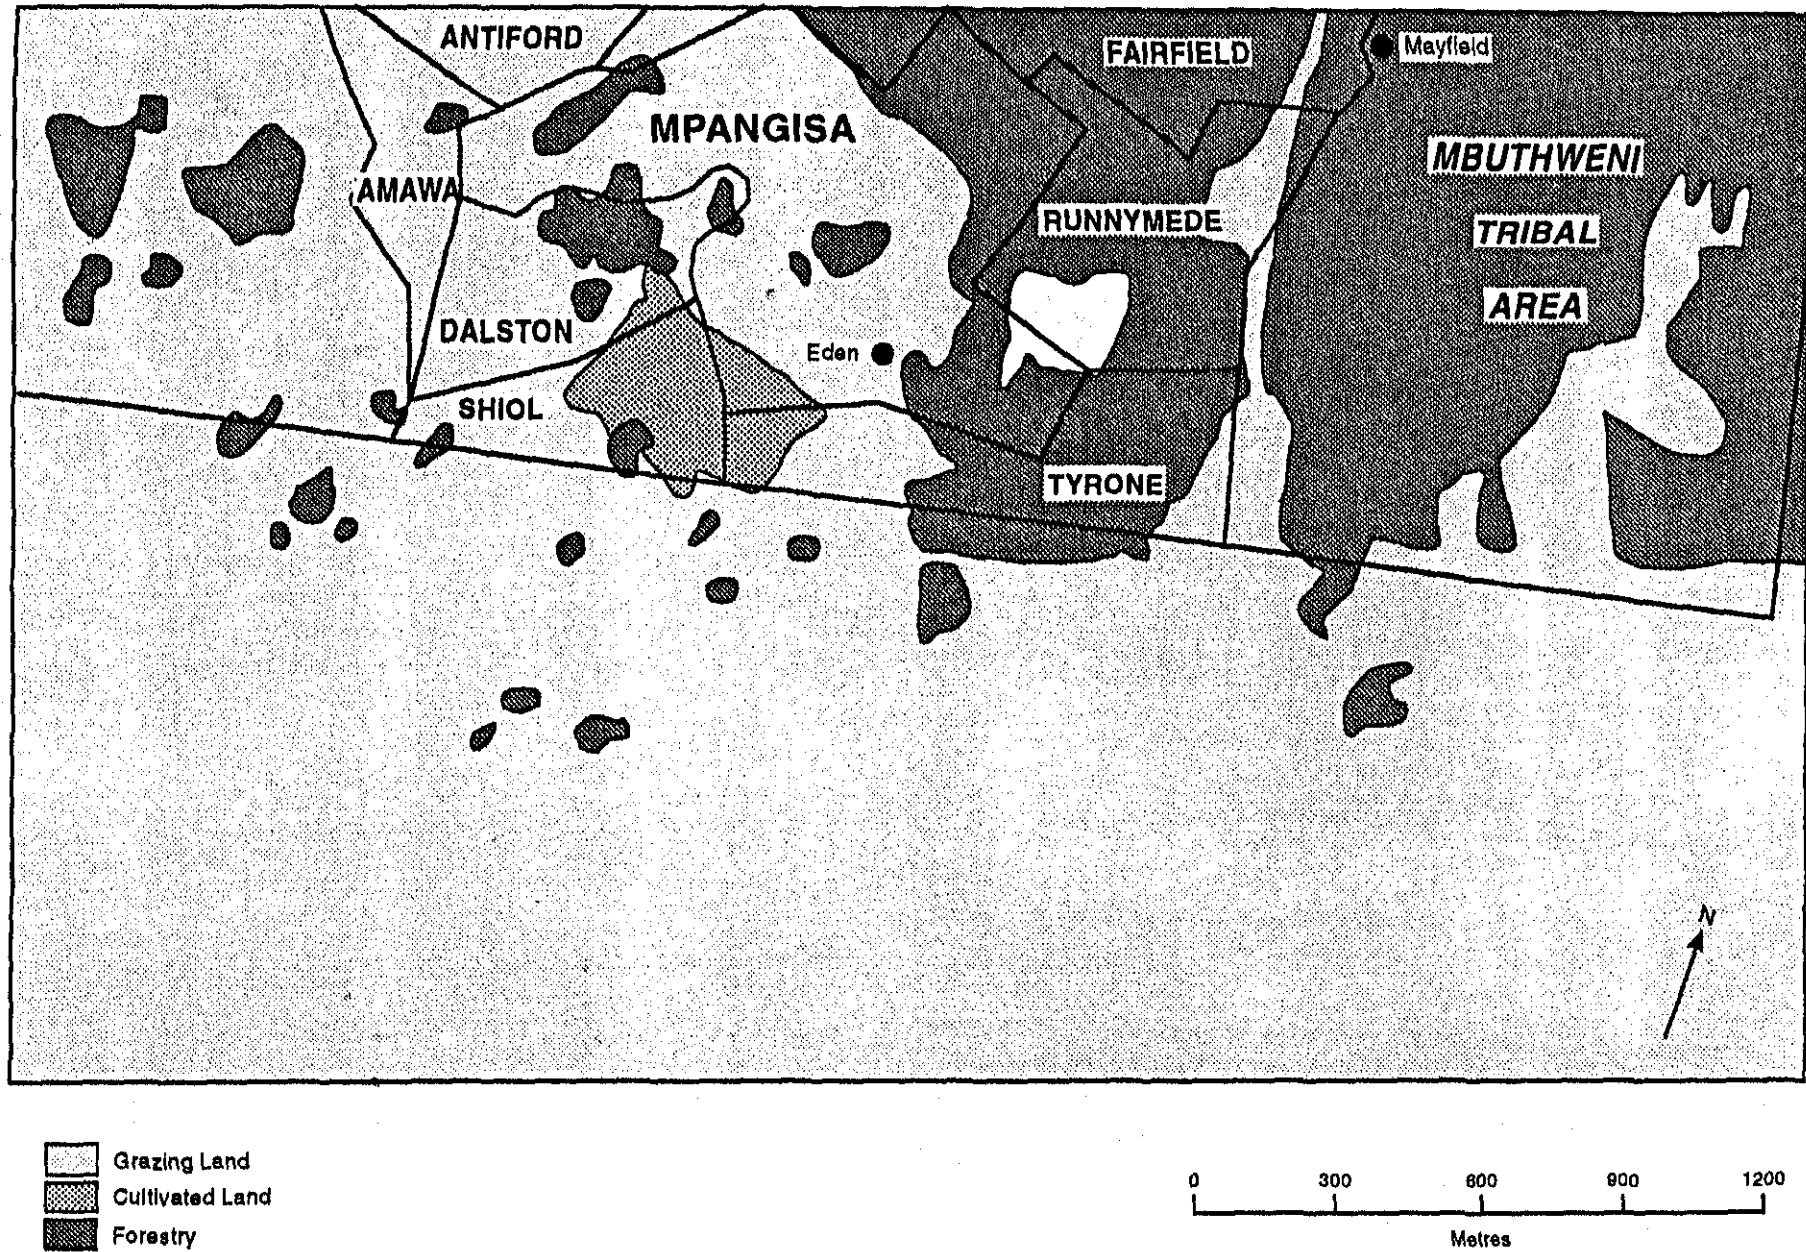 ANTIFORD
FAIRFIELD
Mayfield
MPANGISA
MBUTHWENI
AMAWA
RUNNYMEDE
TRIBAL
AREA
DALSTON
Eden
SHIOL
TYRONE
N
Grazing Land
Cultivated Land
Forestry
0 300 600 900 1200
Metres